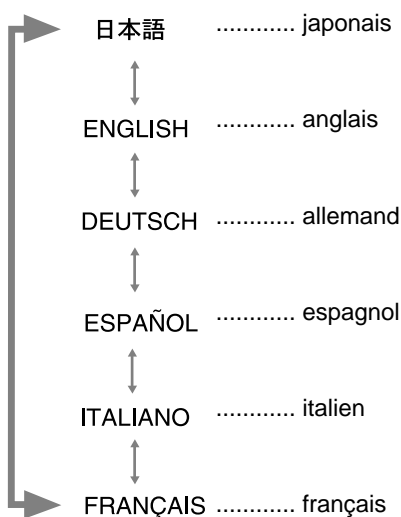 日本語 ............ japonais
ENGLISH ............ anglais
DEUTSCH ............ allemand
ESPAÑOL ............ espagnol
ITALIANO ............ italien
FRANÇAIS ............ français